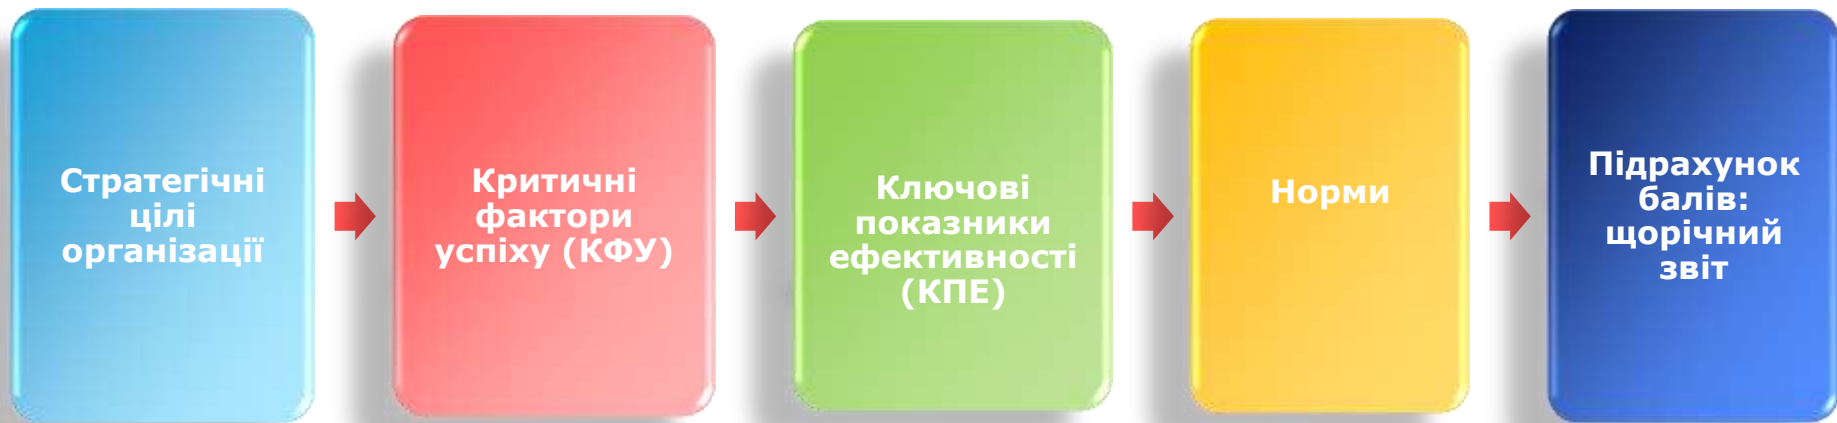 Стратегічні
цілі
організації
Критичні
фактори
успіху (КФУ)
Ключові
показники
ефективності
(КПЕ)
Норми
Підрахунок
балів:
щорічний
звіт